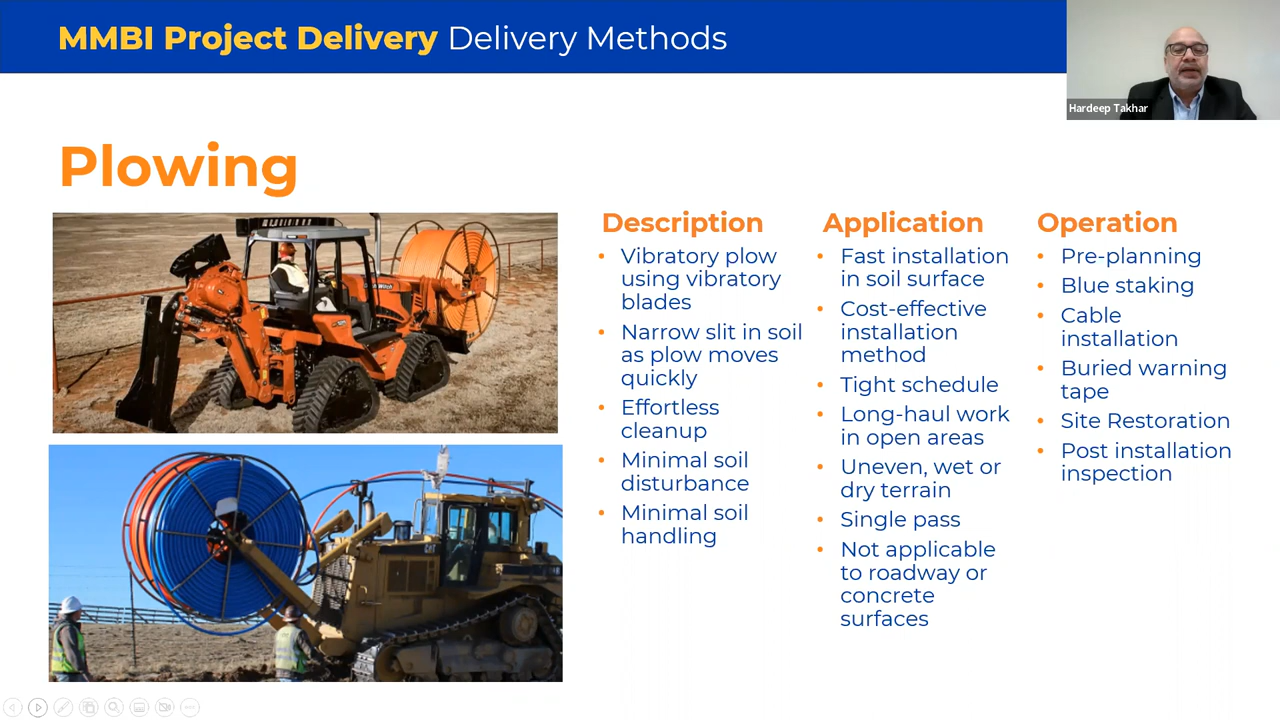 MMBI Project Delivery Delivery Methods
Hardeep Takhar
Plowing
Description
Vibratory plow
using vibratory
blades
Narrow slit in soil
as plow moves
quickly
Effortless
cleanup
Minimal soil
disturbance
Minimal soil
handling
Application
Fast installation
in soil surface
Cost-effective
installation
method
Tight schedule
Long-haul work
in open areas
Uneven, wet or
dry terrain
Single pass
Not applicable
to roadway or
concrete
surfaces
Operation
Pre-planning
Blue staking
Cable
installation
Buried warning
tape
Site Restoration
Post installation
inspection
CAT